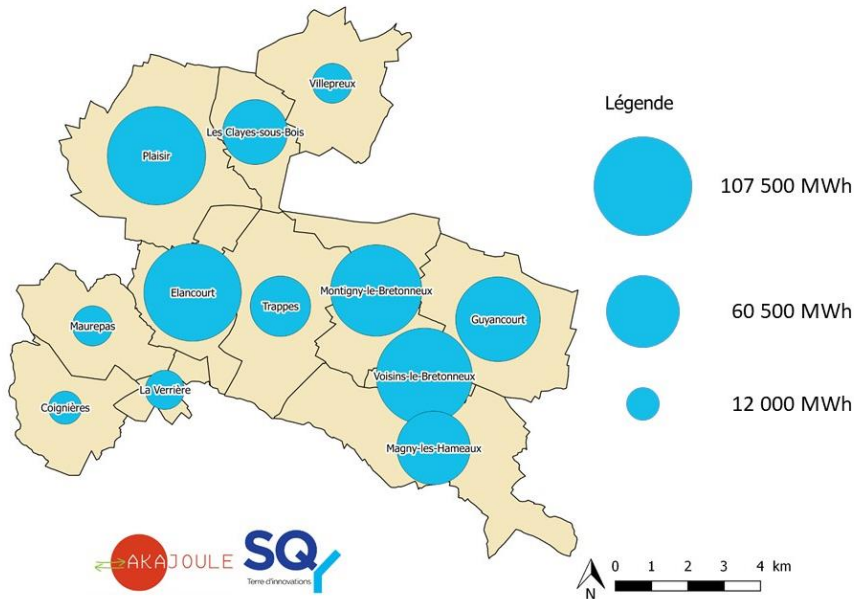 Villepreux
Les Clayes-sous-Bois
Plaisir
Elancourt
Trappes
Montigny-le-Bretonneux
Guyancourt
Maurepas
Voisins-le-Bretonneux
La Verrière
Coignières
Magny-les-Hameaux
Légende
107 500 MWh
60 500 MWh
12 000 MWh
AKAJOULE
SQY
Terre d'innovations
N
0 1 2 3 4 km